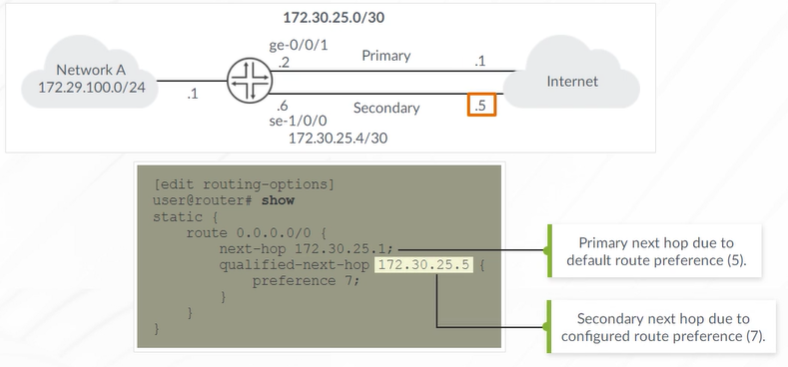 172.30.25.0/30
ge-0/0/1
.2
Primary
.1
Network A
172.29.100.0/24
.1
Internet
.6
Secondary
.5
se-1/0/0
172.30.25.4/30
[edit routing-options]
user@router# show
static {
route 0.0.0.0/0 {
next-hop 172.30.25.1;
qualified-next-hop 172.30.25.5 {
preference 7;
}
}
}
Primary next hop due to
default route preference (5).
Secondary next hop due to
configured route preference (7).